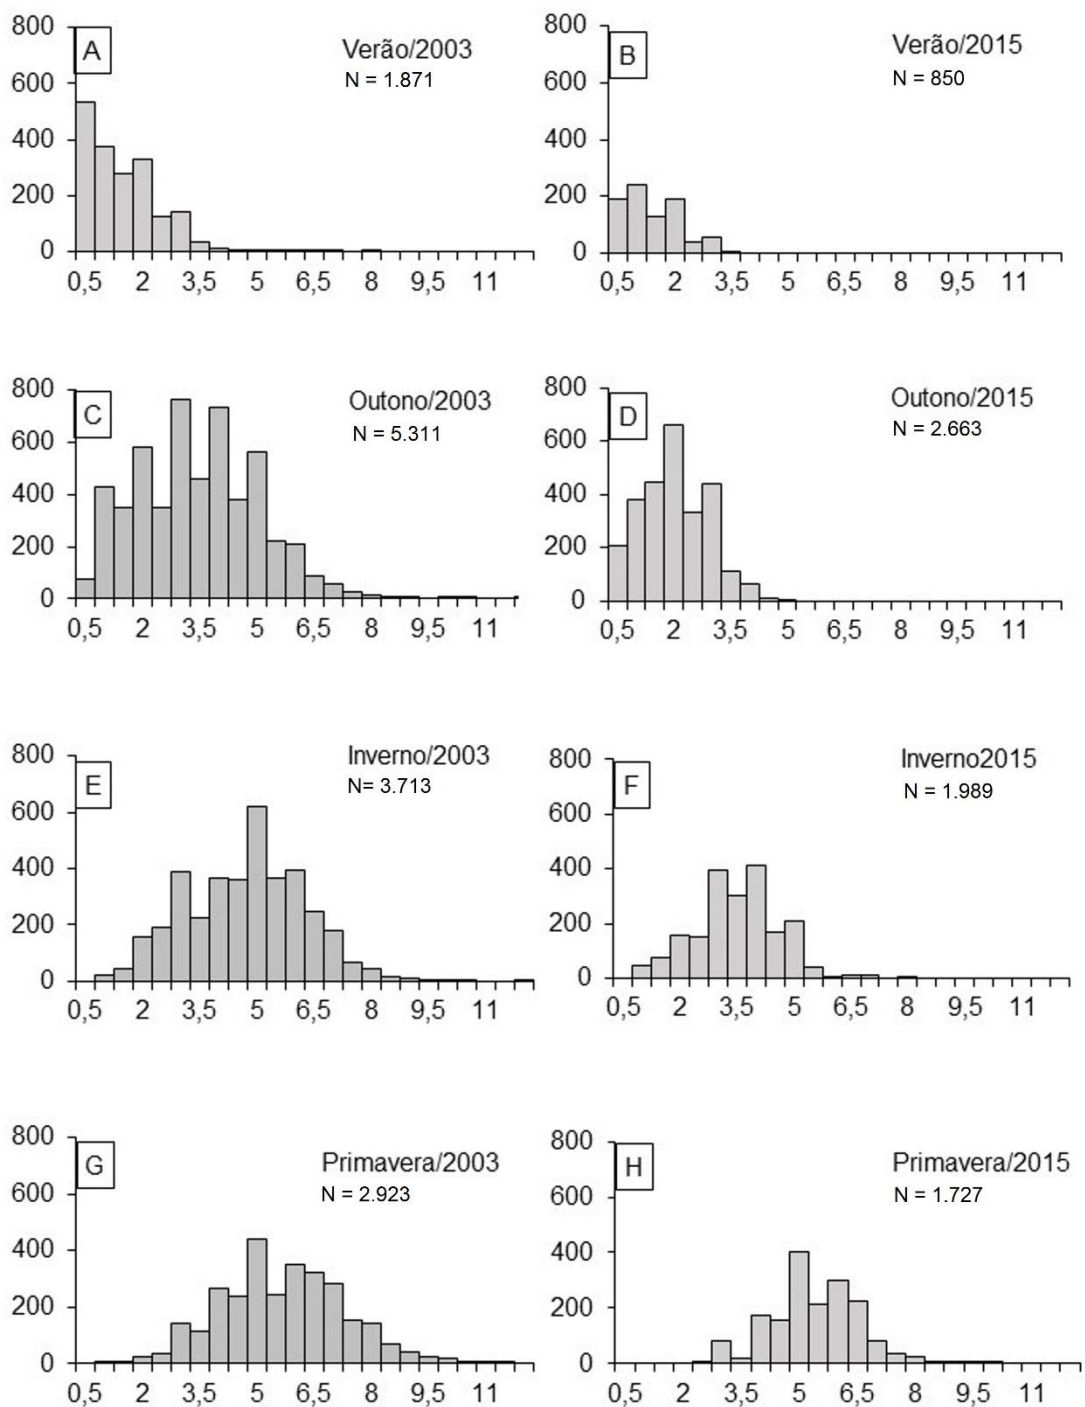 A
Verão/2003
N = 1.871
800
600
400
200
0
0,5 2 3,5 5 6,5 8 9,5 11
B
Verão/2015
N = 850
800
600
400
200
0
0,5 2 3,5 5 6,5 8 9,5 11
C
Outono/2003
N = 5.311
800
600
400
200
0
0,5 2 3,5 5 6,5 8 9,5 11
D
Outono/2015
N = 2.663
800
600
400
200
0
0,5 2 3,5 5 6,5 8 9,5 11
E
Inverno/2003
N= 3.713
800
600
400
200
0
0,5 2 3,5 5 6,5 8 9,5 11
F
Inverno2015
N = 1.989
800
600
400
200
0
0,5 2 3,5 5 6,5 8 9,5 11
G
Primavera/2003
N = 2.923
800
600
400
200
0
0,5 2 3,5 5 6,5 8 9,5 11
H
Primavera/2015
N = 1.727
800
600
400
200
0
0,5 2 3,5 5 6,5 8 9,5 11